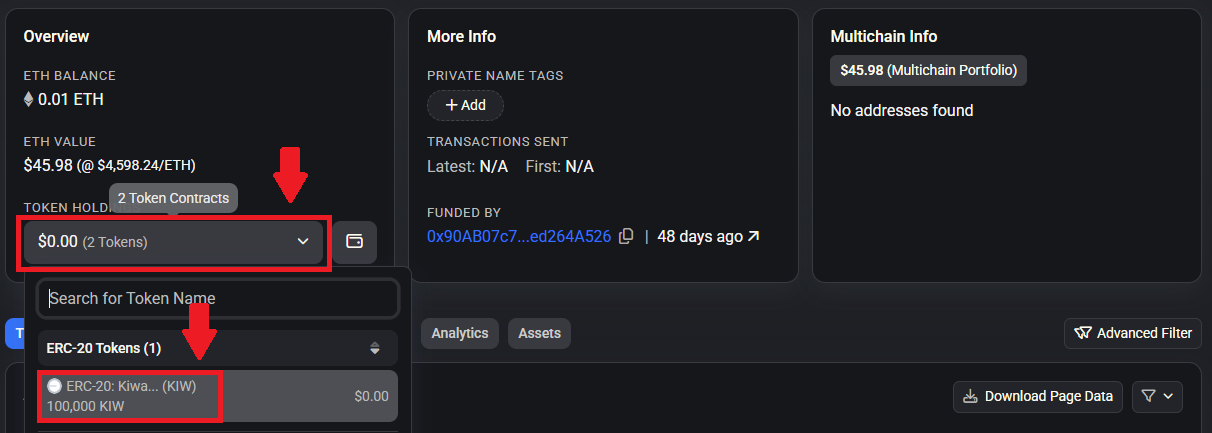 Overview
ETH BALANCE
0.01 ETH
ETH VALUE
$45.98 (@ $4,598.24/ETH)
2 Token Contracts
TOKEN
$0.00 (2 Tokens)
Search for Token Name
ERC-20 Tokens (1)
ERC-20: Kiwa... (KIW)
100,000 KIW
$0.00
More Info
PRIVATE NAME TAGS
+ Add
TRANSACTIONS SENT
Latest: N/A First: N/A
FUNDED BY
0x90AB07c7...ed264A526 | 48 days ago
Multichain Info
$45.98 (Multichain Portfolio)
No addresses found
Analytics
Assets
Advanced Filter
Download Page Data